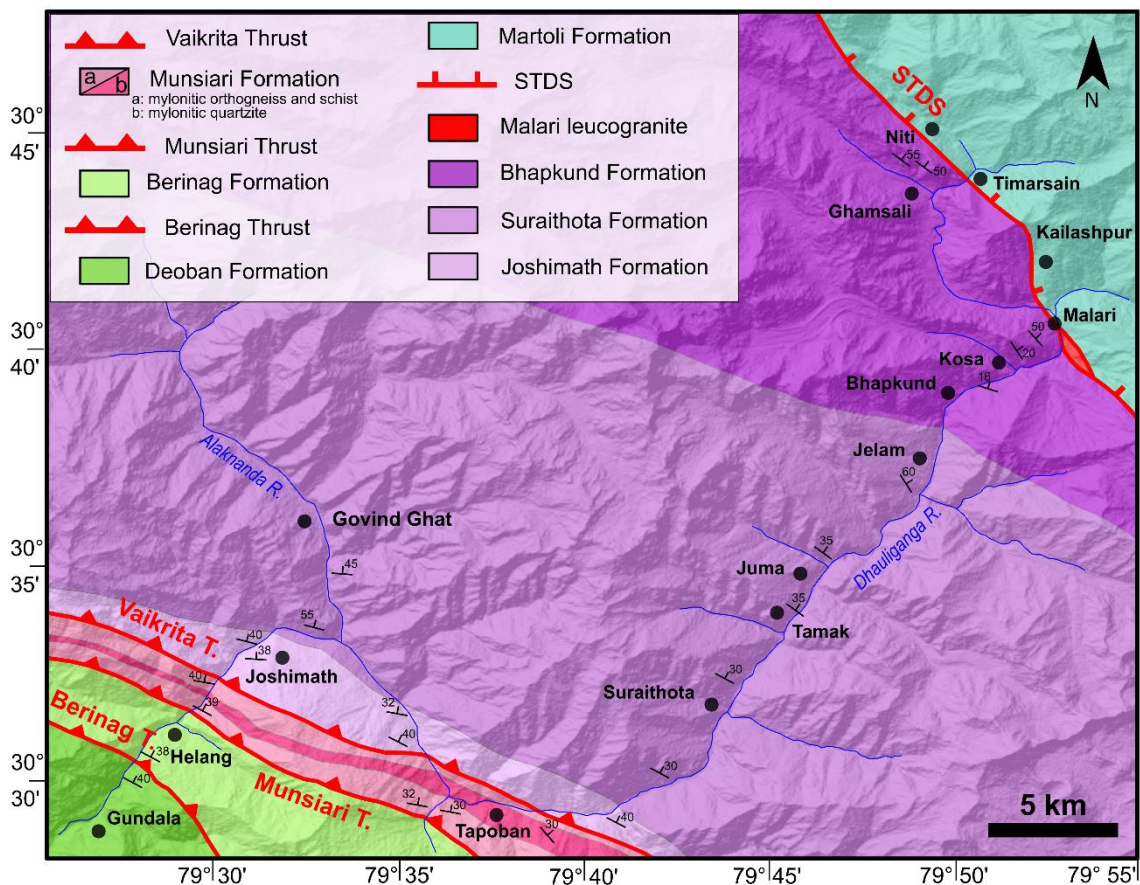 Vaikrita Thrust
a b
Munsiari Formation
a: mylonitic orthogneiss and schist
b: mylonitic quartzite
Munsiari Thrust
Berinag Formation
Berinag Thrust
Deoban Formation
Martoli Formation
STDS
Malari leucogranite
Bhapkund Formation
Suraithota Formation
Joshimath Formation
N
STDS
Niti
55
50
Timarsain
Ghamsali
Kailashpur
Malari
50
20
Kosa
16
Bhapkund
Jelam
60
Alaknanda R.
Govind Ghat
Dhauliganga R.
45
35
Juma
35
Tamak
55
40
38
Joshimath
Vaikrita T.
40
39
30
Suraithota
32
40
Berinag T.
38
Helang
40
Munsiari T.
30
32
30
Tapoban
30
40
Gundala
5 km
30°
45'
30°
40'
30°
35'
30°
30'
79°30'
79°35'
79°40'
79°45'
79°50'
79° 55'